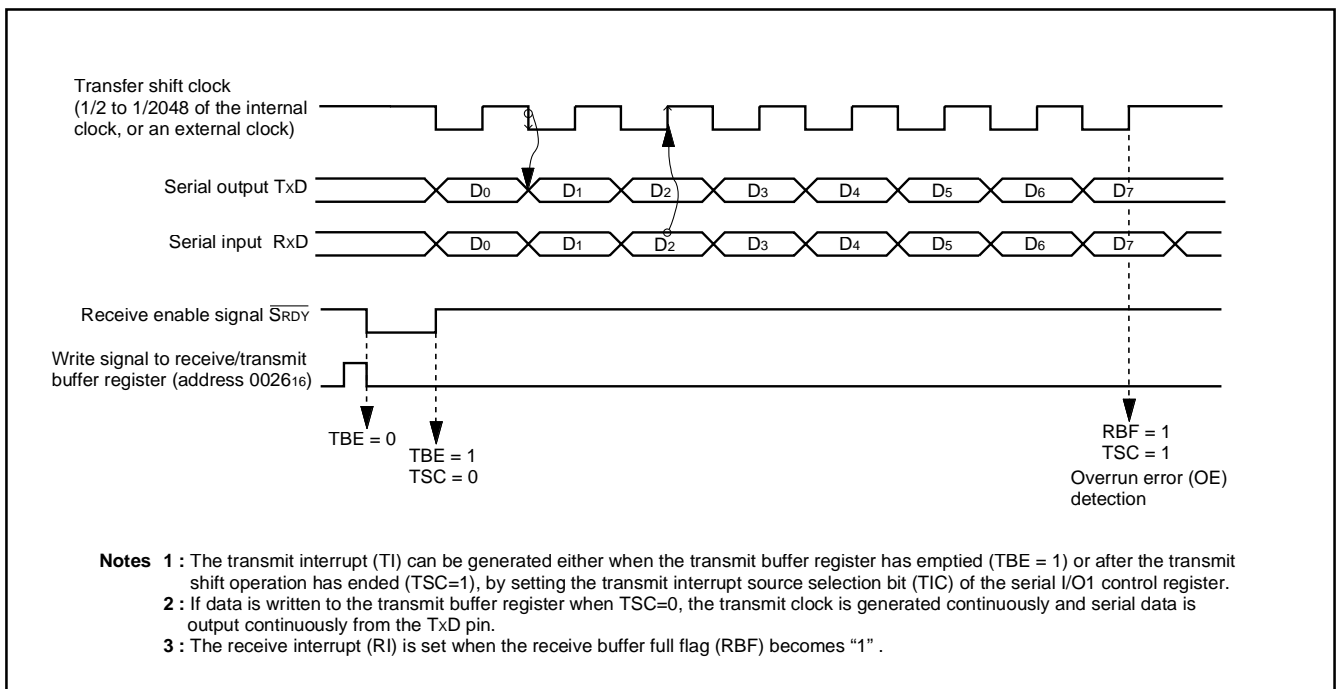 Transfer shift clock
(1/2 to 1/2048 of the internal
clock, or an external clock)
Serial output TxD
D0 D1 D2 D3 D4 D5 D6 D7
Serial input RxD
D0 D1 D2 D3 D4 D5 D6 D7
Receive enable signal SRDY
Write signal to receive/transmit
buffer register (address 002616)
TBE = 0
TBE = 1
TSC = 0
RBF = 1
TSC = 1
Overrun error (OE)
detection
Notes 1 : The transmit interrupt (TI) can be generated either when the transmit buffer register has emptied (TBE = 1) or after the transmit
shift operation has ended (TSC=1), by setting the transmit interrupt source selection bit (TIC) of the serial I/O1 control register.
2 : If data is written to the transmit buffer register when TSC=0, the transmit clock is generated continuously and serial data is
output continuously from the TxD pin.
3 : The receive interrupt (RI) is set when the receive buffer full flag (RBF) becomes “1” .